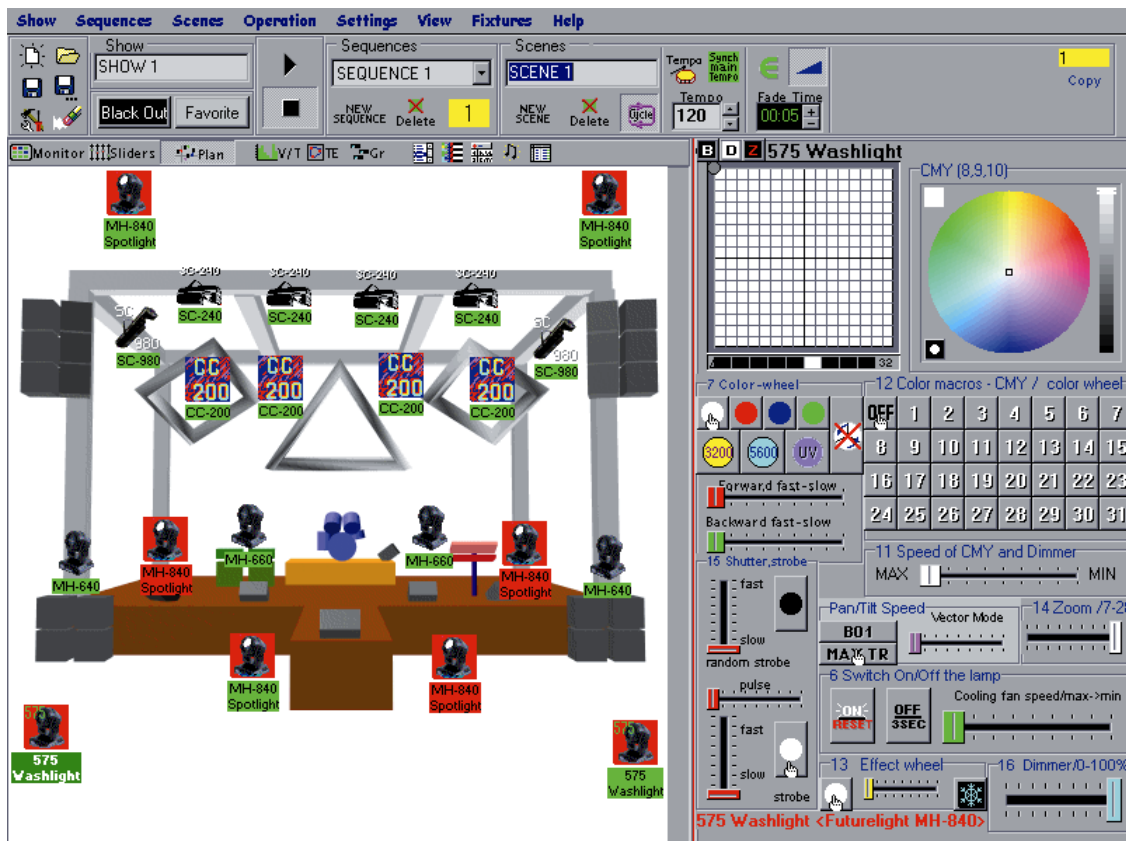 Show Sequences Scenes Operation Settings View Fixtures Help
Show
SHOW 1
Black Out Favorite
Sequences
SEQUENCE 1
NEW SEQUENCE Delete 1
Scenes
SCENE 1
NEW SCENE Delete Cycle
Tempo Synch main Tempo
Tempo
120
Fade Time
00:05
1
Copy
Monitor Sliders Plan V/T TE Gr
B D Z 575 Washlight
MH-840 Spotlight
MH-840 Spotlight
SC-240 SC-240 SC-240 SC-240
SC-240 SC-240 SC-240 SC-240
SC 980
SC-980
SC 980
SC-980
CC 200 CC 200 CC 200 CC 200
CC-200 CC-200 CC-200 CC-200
MH-640
MH-840 Spotlight
MH-660
MH-660
MH-840 Spotlight
MH-640
MH-840 Spotlight
MH-840 Spotlight
575
575 Washlight
575
575 Washlight
32
CMY (8,9,10)
7 Color-wheel
3200 5600 UV
Forward fast-slow
Backward fast-slow
12 Color macros - CMY / color wheel
OFF 1 2 3 4 5 6 7
8 9 10 11 12 13 14 15
16 17 18 19 20 21 22 23
24 25 26 27 28 29 30 31
11 Speed of CMY and Dimmer
MAX MIN
15 Shutter,strobe
fast
slow
random strobe
pulse
fast
slow
strobe
Pan/Tilt Speed
B01
MAX TR
Vector Mode
14 Zoom /7-28
6 Switch On/Off the lamp
ON RESET
OFF 3SEC
Cooling fan speed/max->min
13 Effect wheel
16 Dimmer/0-100%
575 Washlight <Futurelight MH-840>